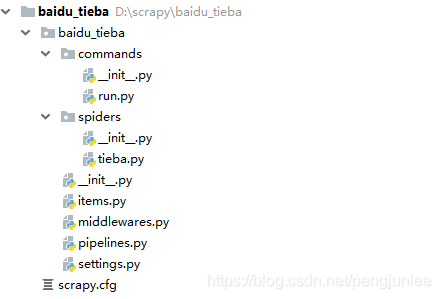 baidu_tieba D:\scrapy\baidu_tieba
baidu_tieba
commands
__init__.py
run.py
spiders
__init__.py
tieba.py
__init__.py
items.py
middlewares.py
pipelines.py
settings.py
scrapy.cfg
https://blog.csdn.net/pengjunlee